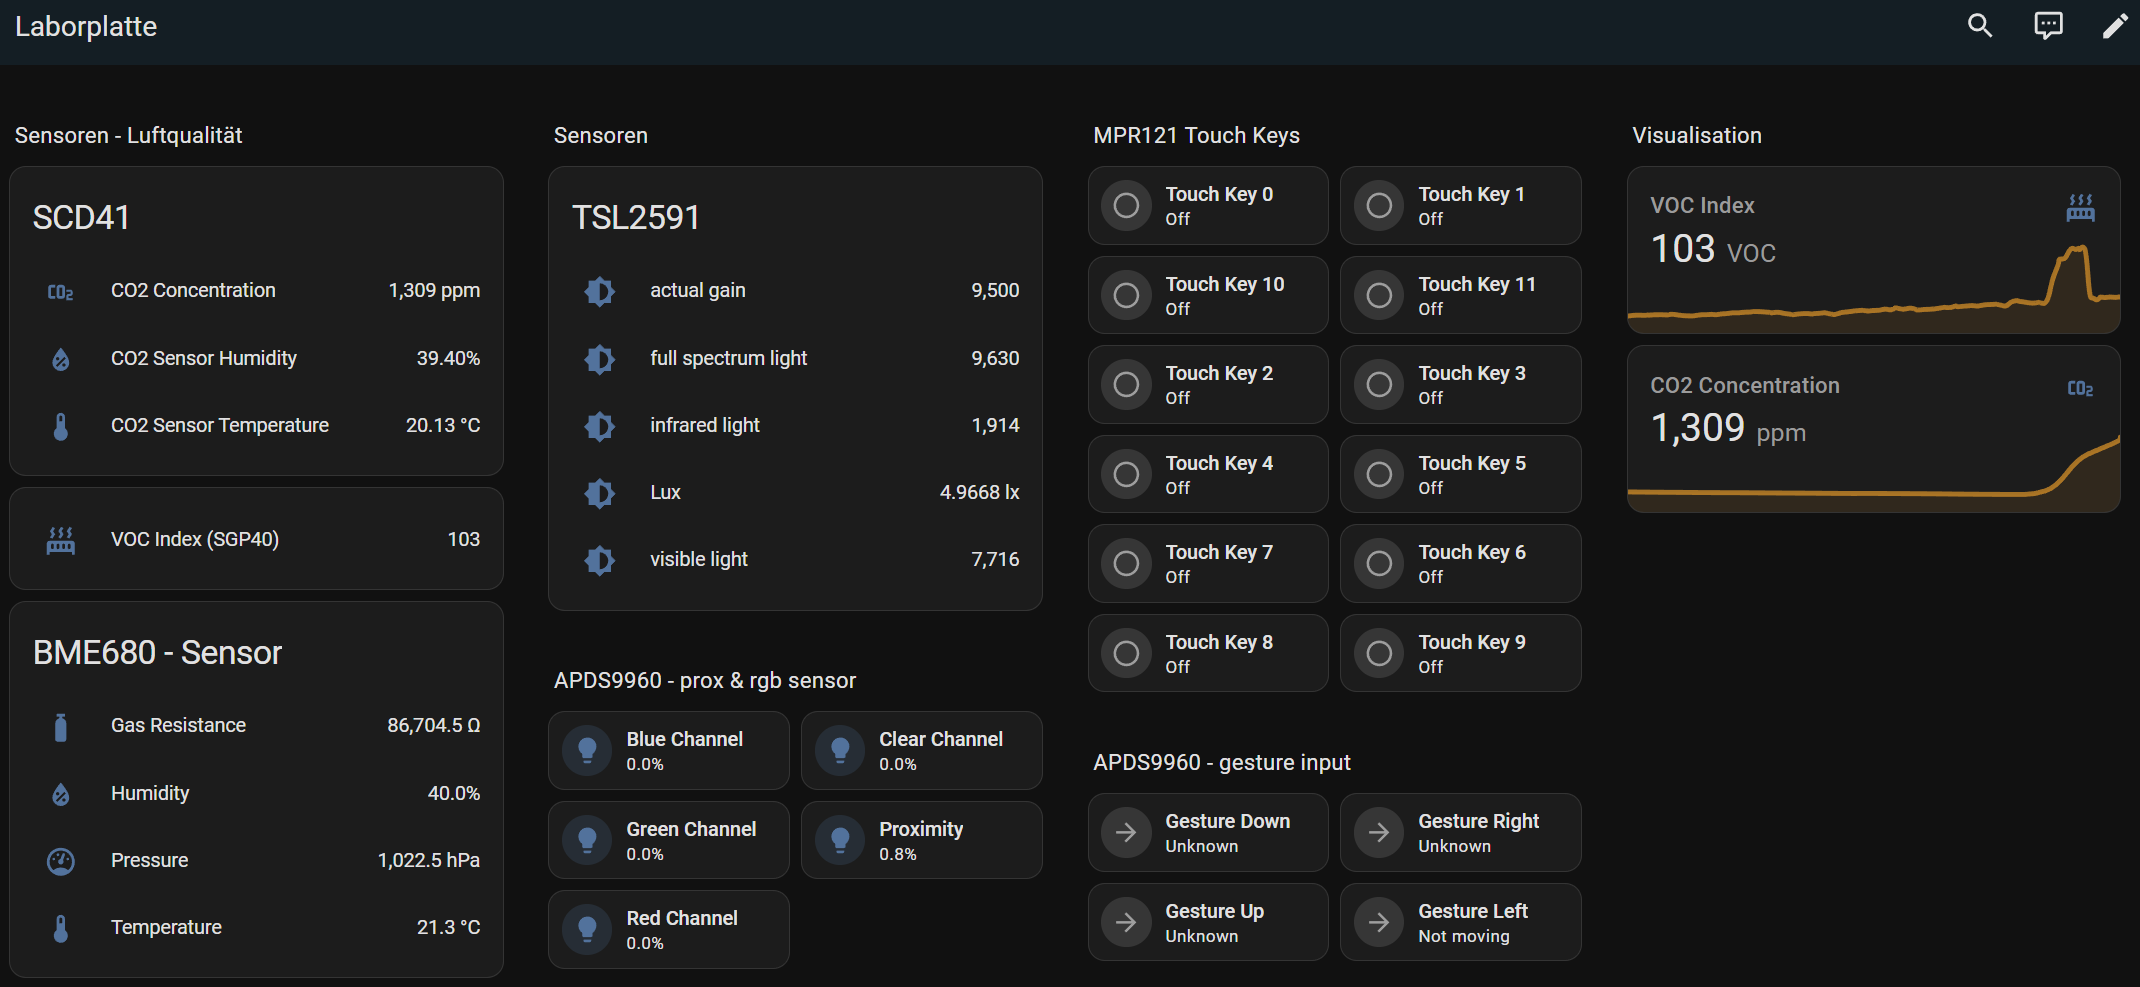 Laborplatte
Sensoren - Luftqualität
SCD41
CO2 CO2 Concentration 1,309 ppm
CO2 Sensor Humidity 39.40%
CO2 Sensor Temperature 20.13 °C
VOC Index (SGP40) 103
BME680 - Sensor
Gas Resistance 86,704.5 Ω
Humidity 40.0%
Pressure 1,022.5 hPa
Temperature 21.3 °C
Sensoren
TSL2591
actual gain 9,500
full spectrum light 9,630
infrared light 1,914
Lux 4.9668 lx
visible light 7,716
APDS9960 - prox & rgb sensor
Blue Channel
0.0%
Clear Channel
0.0%
Green Channel
0.0%
Proximity
0.8%
Red Channel
0.0%
MPR121 Touch Keys
Touch Key 0
Off
Touch Key 1
Off
Touch Key 10
Off
Touch Key 11
Off
Touch Key 2
Off
Touch Key 3
Off
Touch Key 4
Off
Touch Key 5
Off
Touch Key 7
Off
Touch Key 6
Off
Touch Key 8
Off
Touch Key 9
Off
APDS9960 - gesture input
Gesture Down
Unknown
Gesture Right
Unknown
Gesture Up
Unknown
Gesture Left
Not moving
Visualisation
VOC Index
103 VOC
CO2 Concentration CO2
1,309 ppm